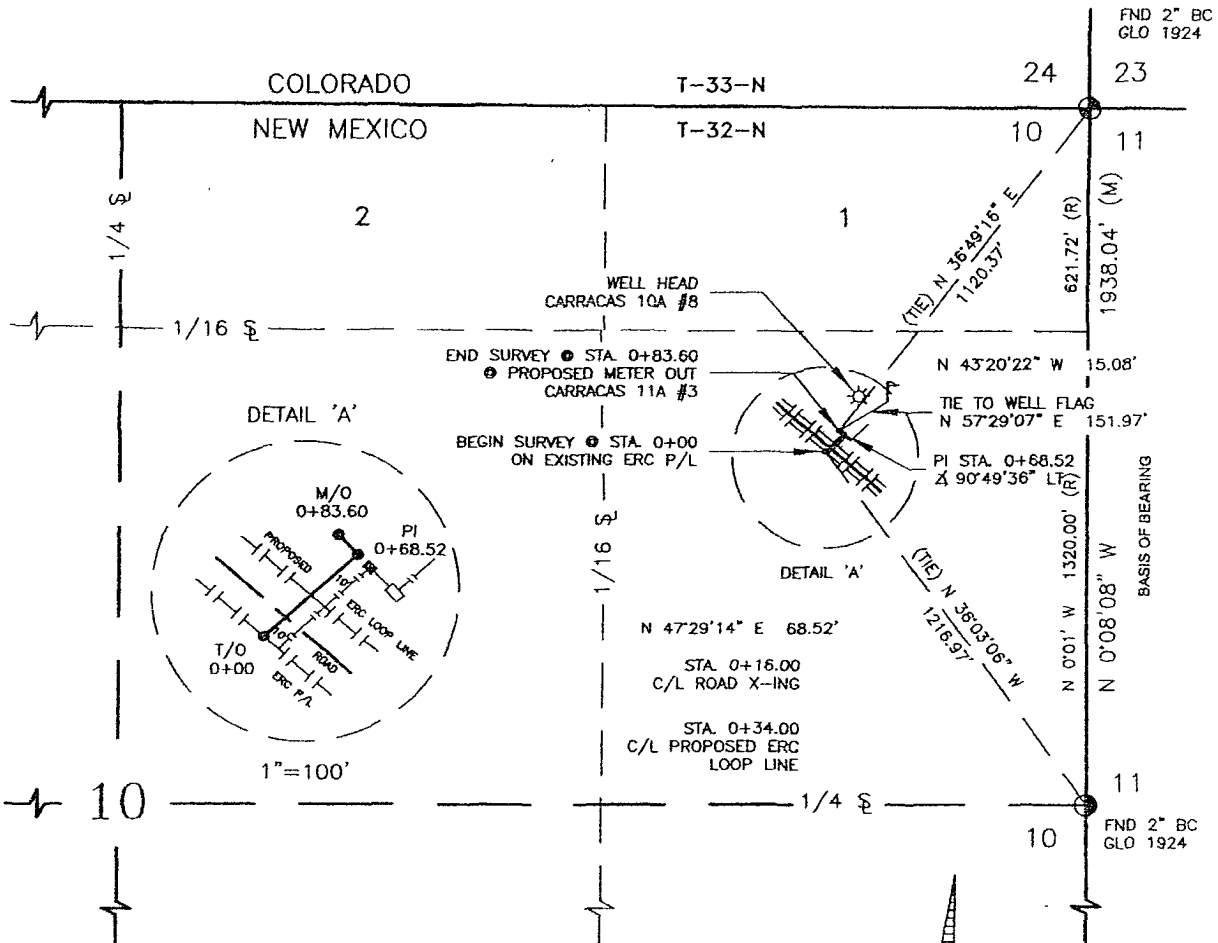 FND 2" BC
GLO 1924
COLORADO
T-33-N
24
23
NEW MEXICO
T-32-N
10
11
1/4 ⅊
2
1
(TIE) N 36°49'16" E
1120.37'
621.72' (R)
1938.04' (M)
WELL HEAD
CARRACAS 10A #8
1/16 ⅊
END SURVEY @ STA. 0+83.60
@ PROPOSED METER OUT
CARRACAS 11A #3
N 43°20'22" W 15.08'
TIE TO WELL FLAG
N 57°29'07" E 151.97'
BEGIN SURVEY @ STA. 0+00
ON EXISTING ERC P/L
PI STA. 0+68.52
∡ 90°49'36" LT
DETAIL 'A'
M/O
0+83.60
PI
0+68.52
PROPOSED
10'
ERC LOOP LINE
10'
T/O
0+00
ROAD
ERC P/L
1"=100'
1/16 ⅊
DETAIL 'A'
N 47°29'14" E 68.52'
STA. 0+16.00
C/L ROAD X-ING
STA. 0+34.00
C/L PROPOSED ERC
LOOP LINE
(TIE) N 36°03'06" W
1216.97'
N 0°01' W 1320.00' (R)
N 0°08'08" W
BASIS OF BEARING
10
1/4 ⅊
11
10
FND 2" BC
GLO 1924